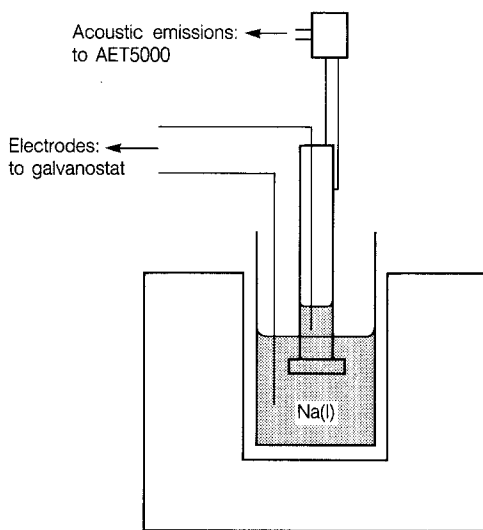 Acoustic emissions:
to AET5000
Electrodes:
to galvanostat
Na(l)